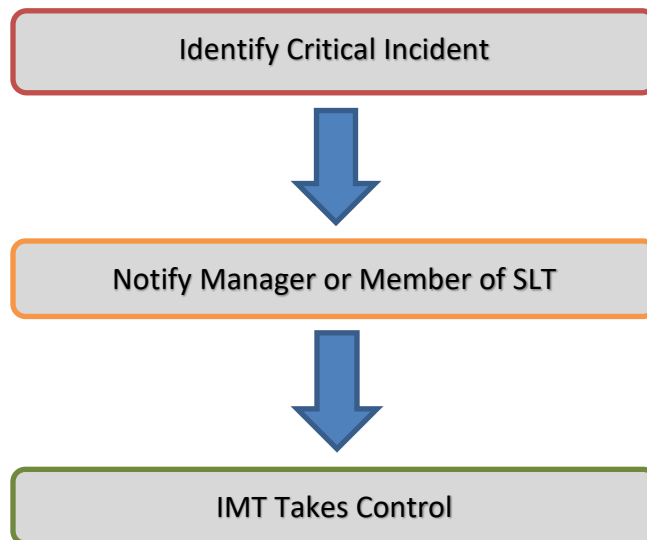 Identify Critical Incident
Notify Manager or Member of SLT
IMT Takes Control